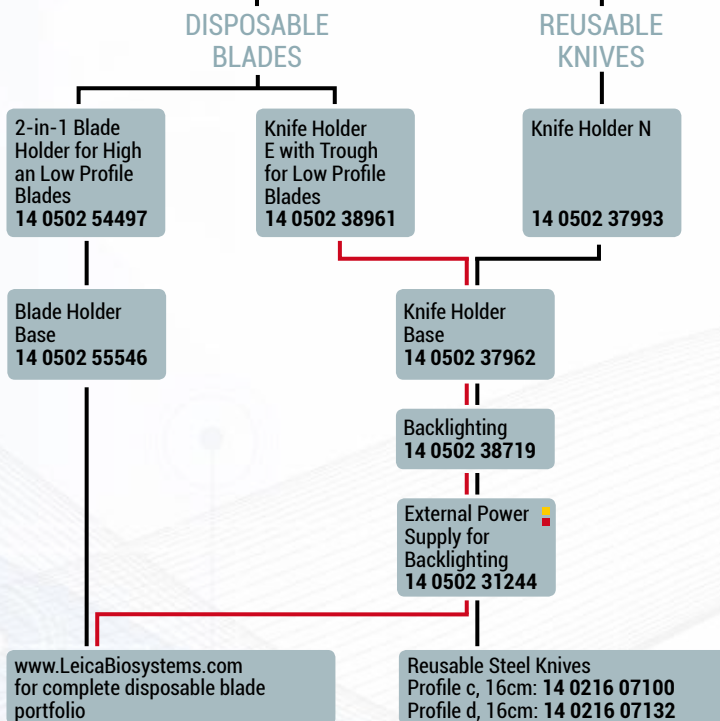 DISPOSABLE
BLADES
REUSABLE
KNIVES
2-in-1 Blade
Holder for High
an Low Profile
Blades
14 0502 54497
Knife Holder
E with Trough
for Low Profile
Blades
14 0502 38961
Knife Holder N
14 0502 37993
Blade Holder
Base
14 0502 55546
Knife Holder
Base
14 0502 37962
Backlighting
14 0502 38719
External Power
Supply for
Backlighting
14 0502 31244
www.LeicaBiosystems.com
for complete disposable blade
portfolio
Reusable Steel Knives
Profile c, 16cm: 14 0216 07100
Profile d, 16cm: 14 0216 07132